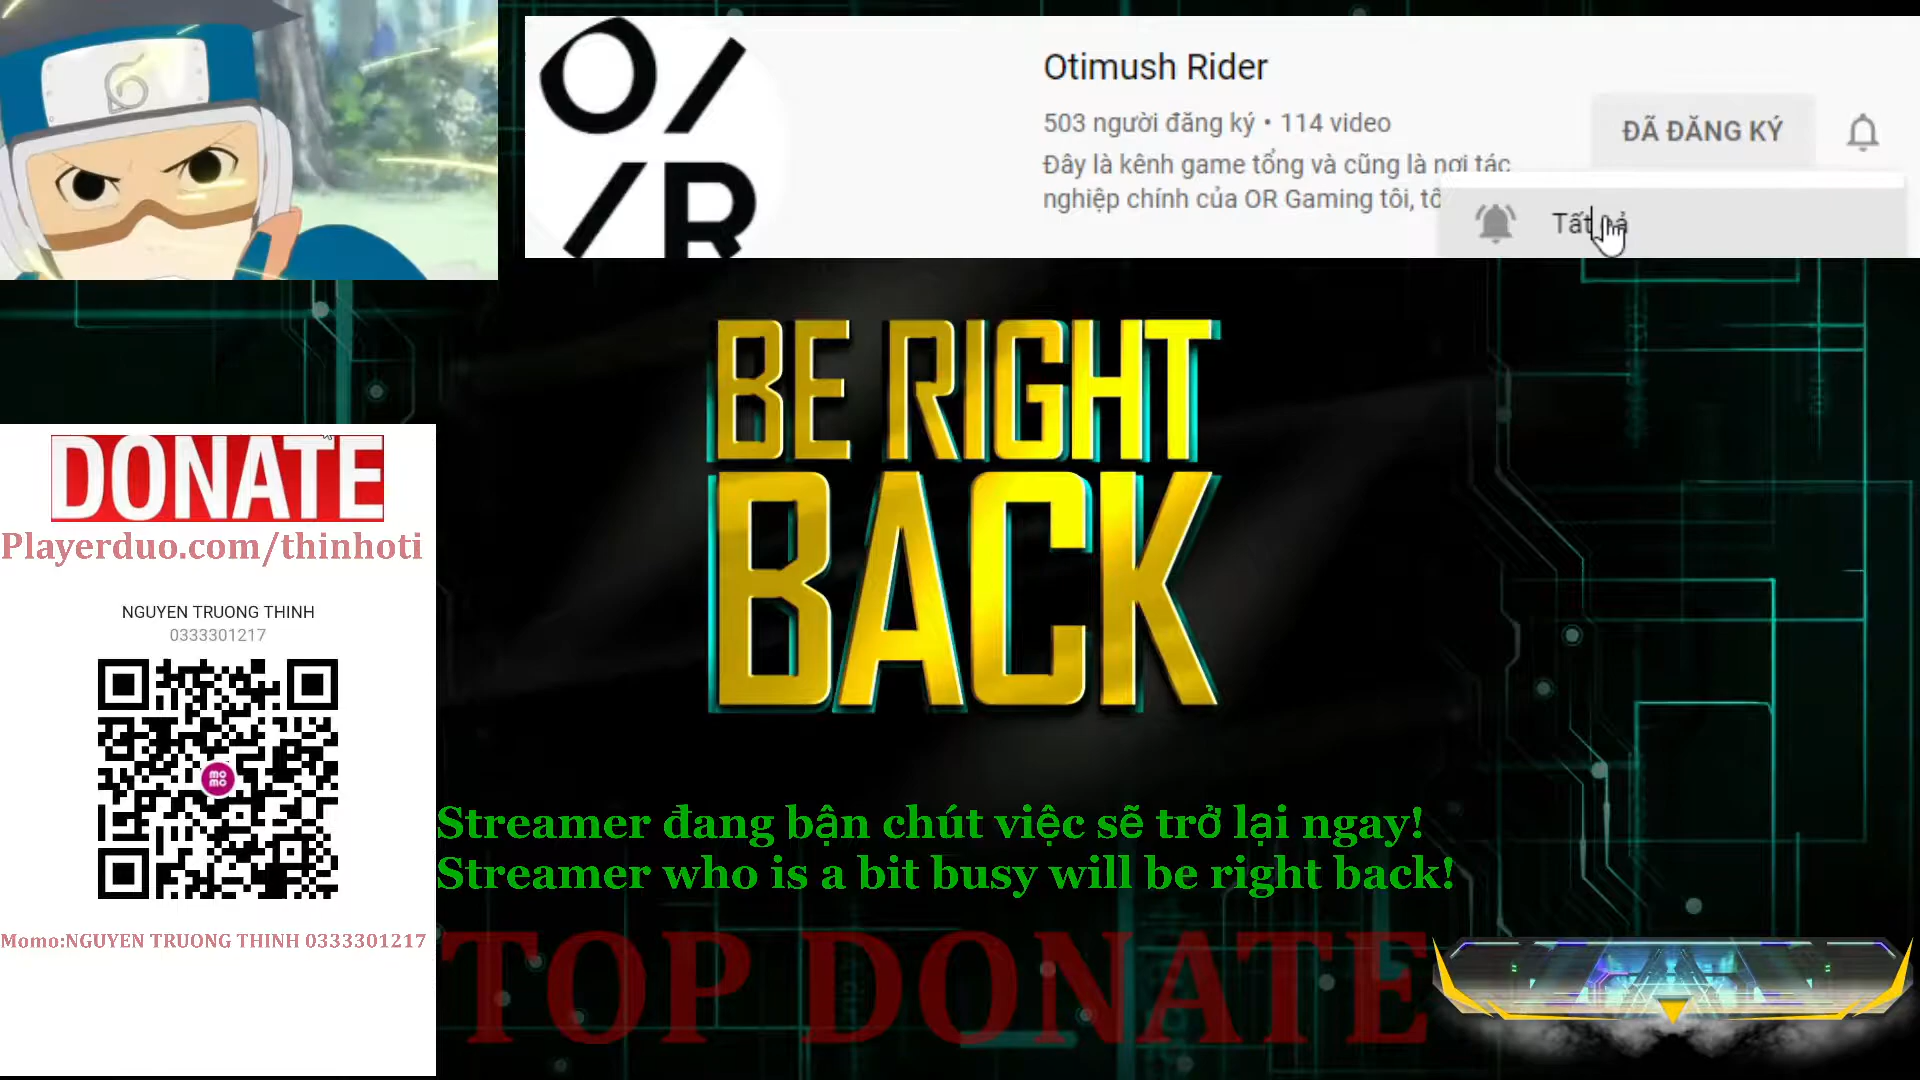 O/
/R
Otimush Rider
503 người đăng ký • 114 video
Đây là kênh game tổng và cũng là nơi tác
nghiệp chính của OR Gaming tôi, tô
ĐÃ ĐĂNG KÝ
Tất cả
BE RIGHT
BACK
DONATE
Playerduo.com/thinhoti
NGUYEN TRUONG THINH
0333301217
mo
mo
Momo:NGUYEN TRUONG THINH 0333301217
Streamer đang bận chút việc sẽ trở lại ngay!
Streamer who is a bit busy will be right back!
TOP DONATE